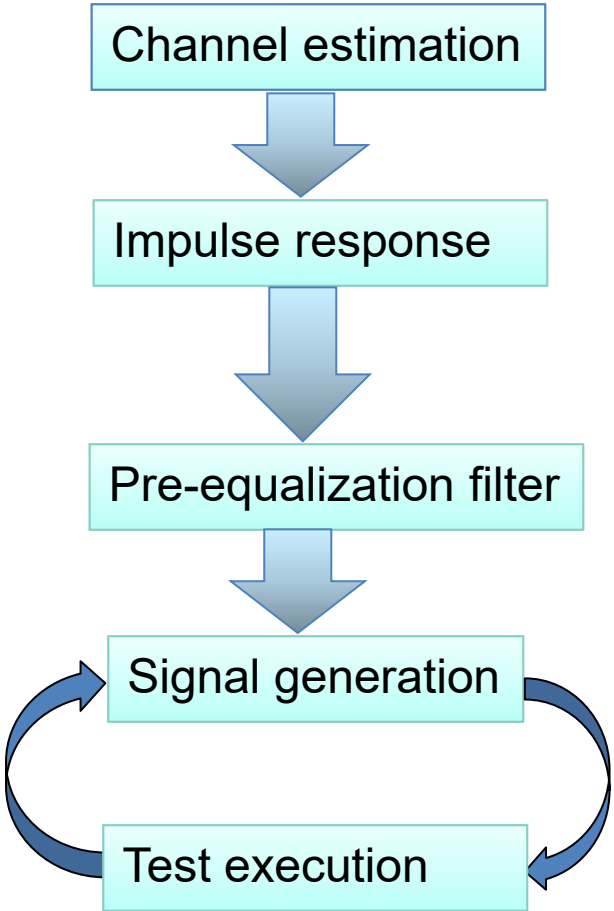 Channel estimation
Impulse response
Pre-equalization filter
Signal generation
Test execution